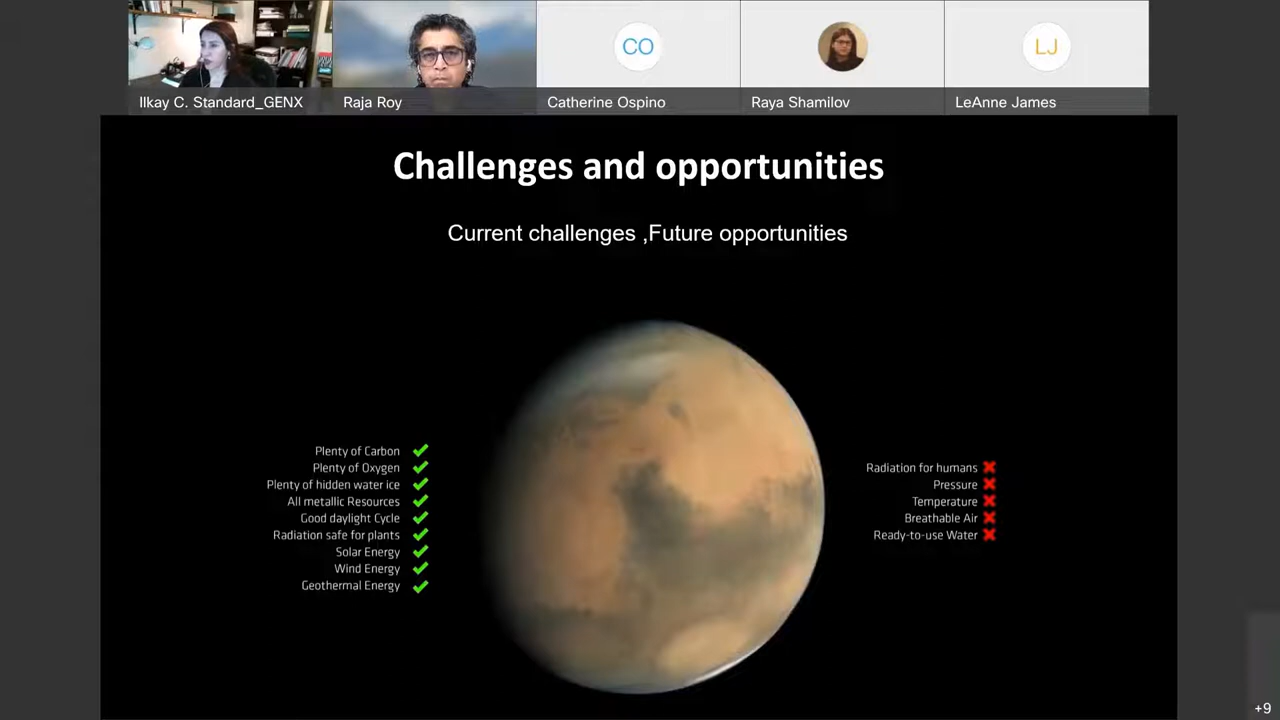 Ilkay C. Standard_GENX
Raja Roy
CO
Catherine Ospino
Raya Shamilov
LJ
LeAnne James
Challenges and opportunities
Current challenges ,Future opportunities
Plenty of Carbon
Plenty of Oxygen
Plenty of hidden water ice
All metallic Resources
Good daylight Cycle
Radiation safe for plants
Solar Energy
Wind Energy
Geothermal Energy
Radiation for humans
Pressure
Temperature
Breathable Air
Ready-to-use Water
+9